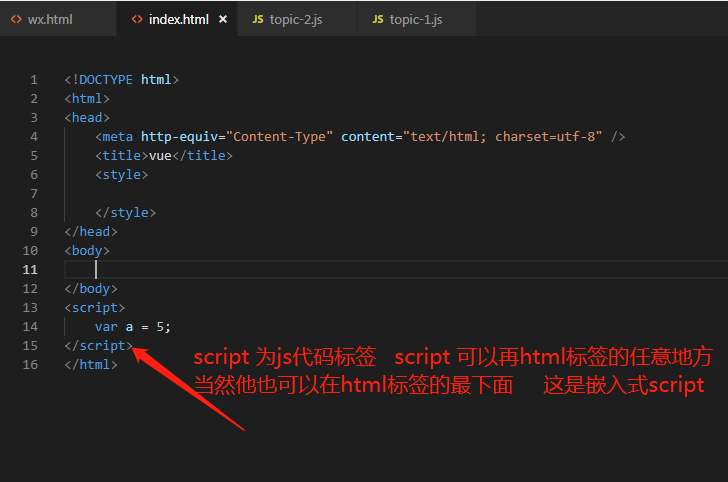 wx.html index.html × JS topic-2.js JS topic-1.js
1 <!DOCTYPE html>
2 <html>
3 <head>
4 <meta http-equiv="Content-Type" content="text/html; charset=utf-8" />
5 <title>vue</title>
6 <style>
7
8 </style>
9 </head>
10 <body>
11
12 </body>
13 <script>
14 var a = 5;
15 </script>
script 为js代码标签 script 可以再html标签的任意地方
16 </html>
当然他也可以在html标签的最下面 这是嵌入式script